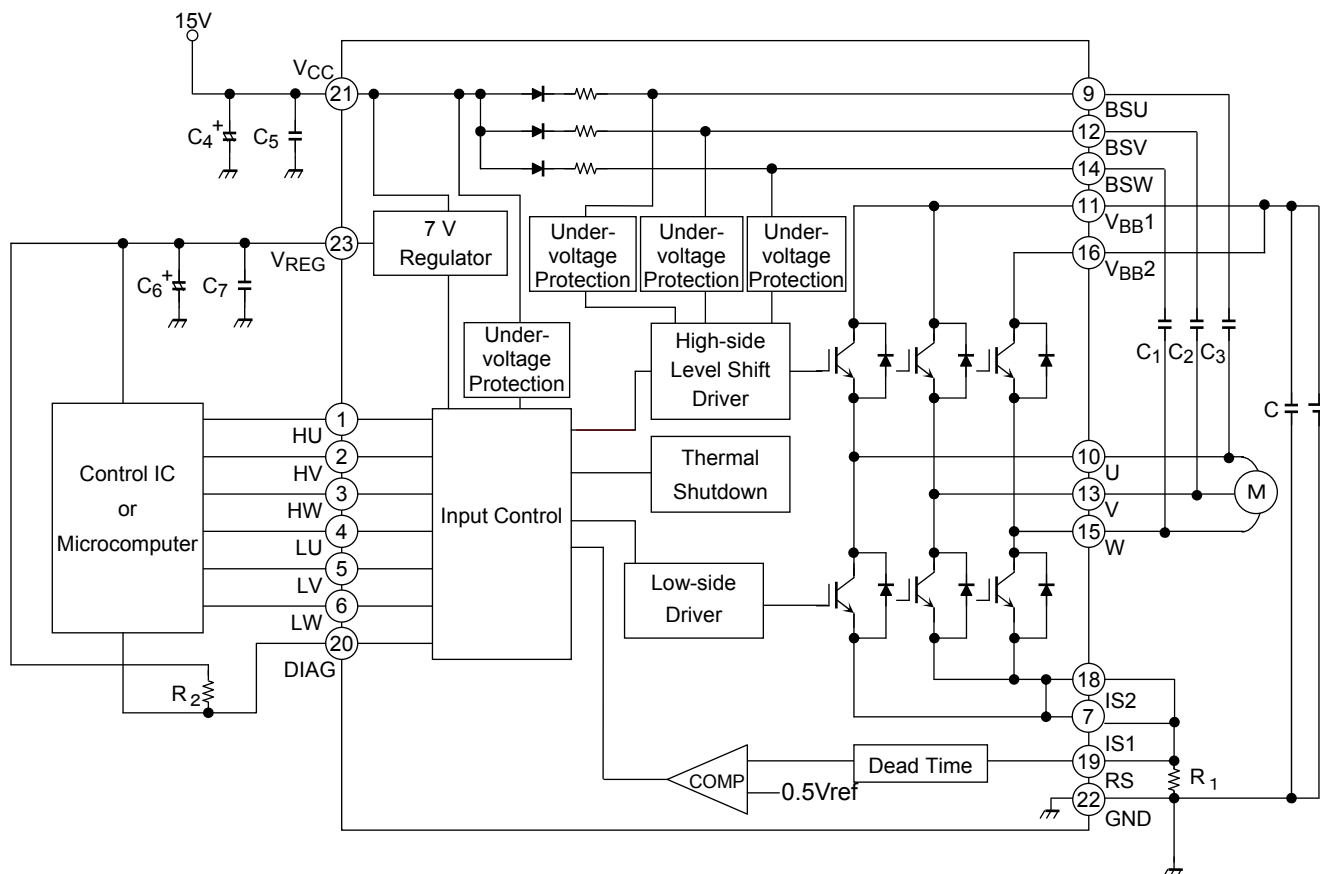 15V
VCC
21
C4
+
C5
9
BSU
12
BSV
14
BSW
11
VBB1
16
VBB2
7 V
Regulator
Under-
voltage
Protection
Under-
voltage
Protection
Under-
voltage
Protection
23
VREG
C6
+
C7
Under-
voltage
Protection
High-side
Level Shift
Driver
C1
C2
C3
C
Control IC
or
Microcomputer
1
HU
2
HV
3
HW
4
LU
5
LV
6
LW
20
DIAG
Input Control
Thermal
Shutdown
Low-side
Driver
10
U
13
V
15
W
M
R2
18
IS2
7
IS1
19
RS
22
GND
R1
COMP
Dead Time
0.5Vref